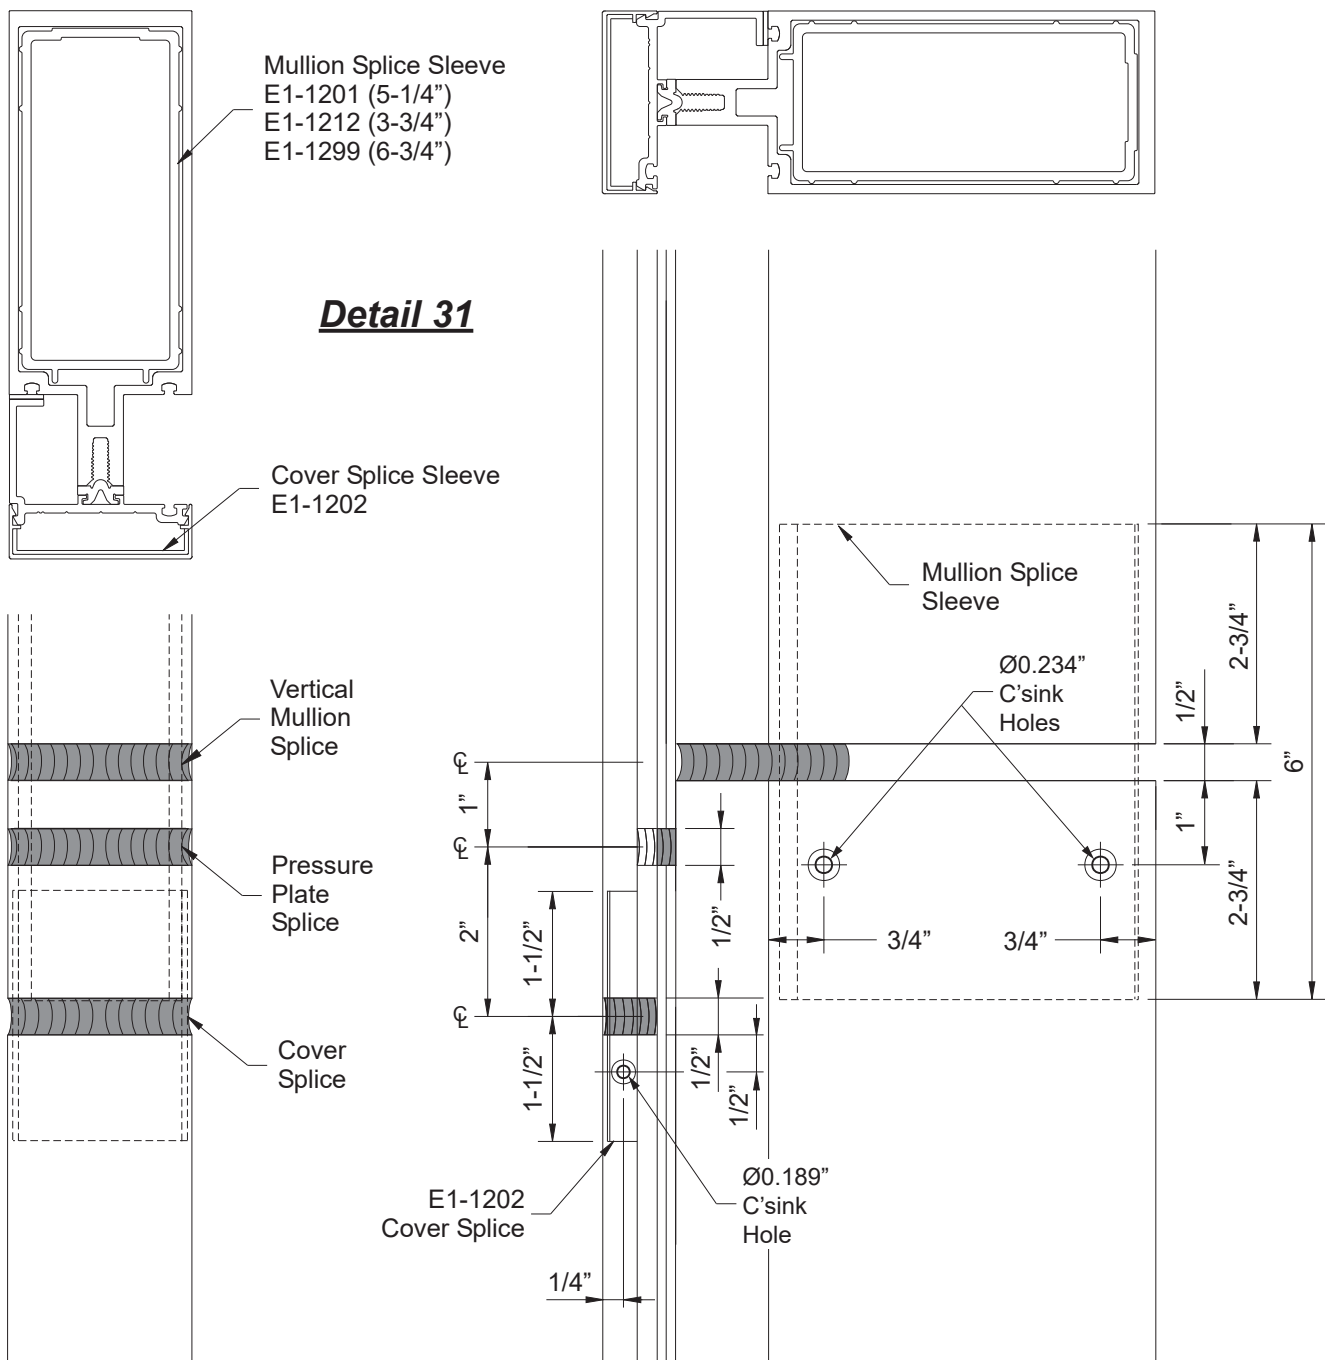 Mullion Splice Sleeve
E1-1201 (5-1/4”)
E1-1212 (3-3/4”)
E1-1299 (6-3/4”)
Detail 31
Cover Splice Sleeve
E1-1202
Mullion Splice
Sleeve
Ø0.234”
C’sink
Holes
2-3/4”
1/2”
6”
1”
2-3/4”
3/4”
3/4”
Vertical
Mullion
Splice
Pressure
Plate
Splice
Cover
Splice
℄
1”
℄
2”
℄
1-1/2”
1-1/2”
1/2”
1/2”
1/2”
E1-1202
Cover Splice
Ø0.189”
C’sink
Hole
1/4”